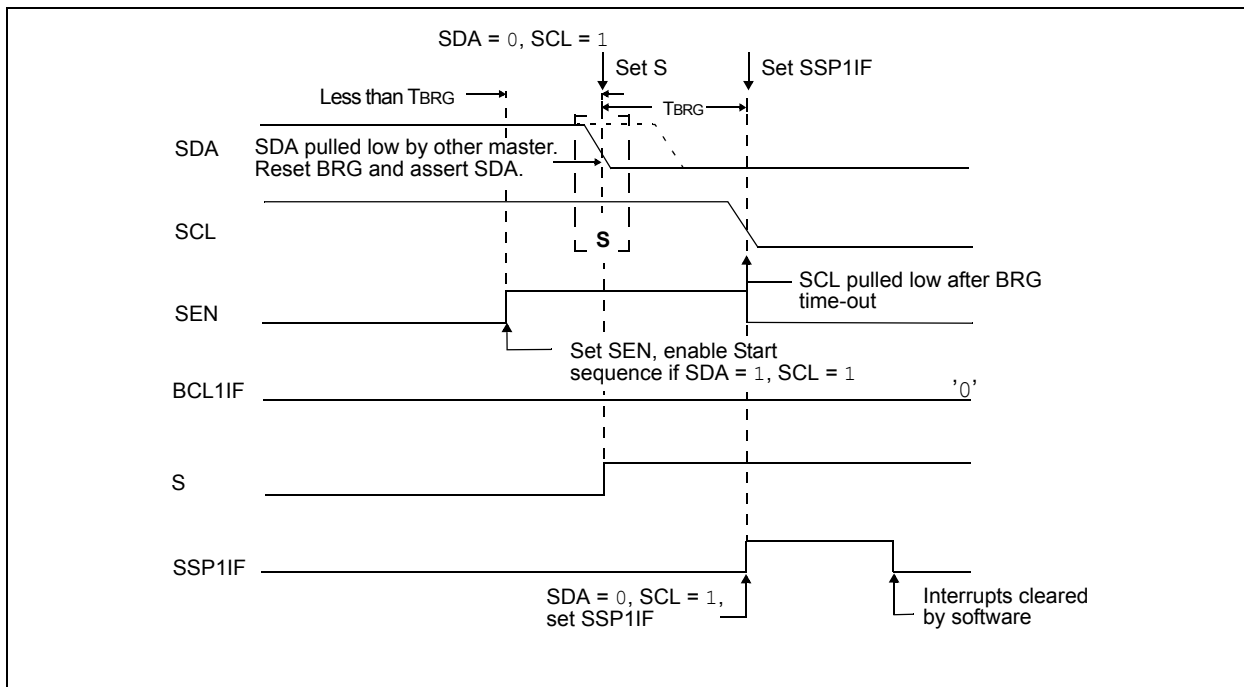 SDA = 0, SCL = 1
Set S
Set SSP1IF
Less than TBRG
TBRG
SDA
SDA pulled low by other master.
Reset BRG and assert SDA.
SCL
S
SCL pulled low after BRG
time-out
SEN
Set SEN, enable Start
sequence if SDA = 1, SCL = 1
BCL1IF
'0'
S
SSP1IF
SDA = 0, SCL = 1,
set SSP1IF
Interrupts cleared
by software